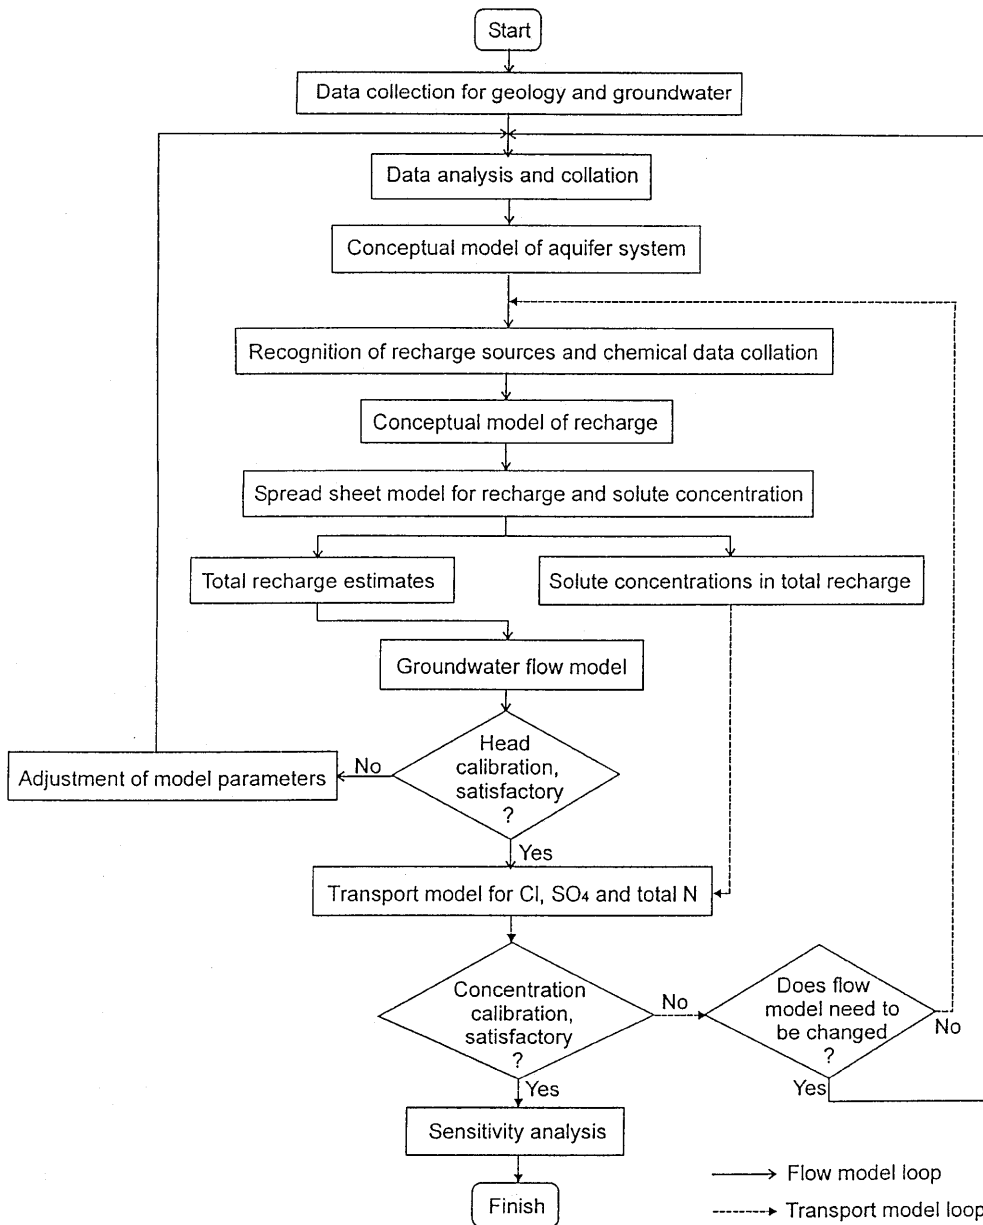 Start
Data collection for geology and groundwater
Data analysis and collation
Conceptual model of aquifer system
Recognition of recharge sources and chemical data collation
Conceptual model of recharge
Spread sheet model for recharge and solute concentration
Total recharge estimates
Solute concentrations in total recharge
Groundwater flow model
Head
calibration,
satisfactory
?
No
Adjustment of model parameters
Yes
Transport model for Cl, SO₄ and total N
Concentration
calibration,
satisfactory
?
No
Does flow
model need to
be changed
?
No
Yes
Yes
Sensitivity analysis
Finish
Flow model loop
Transport model loop